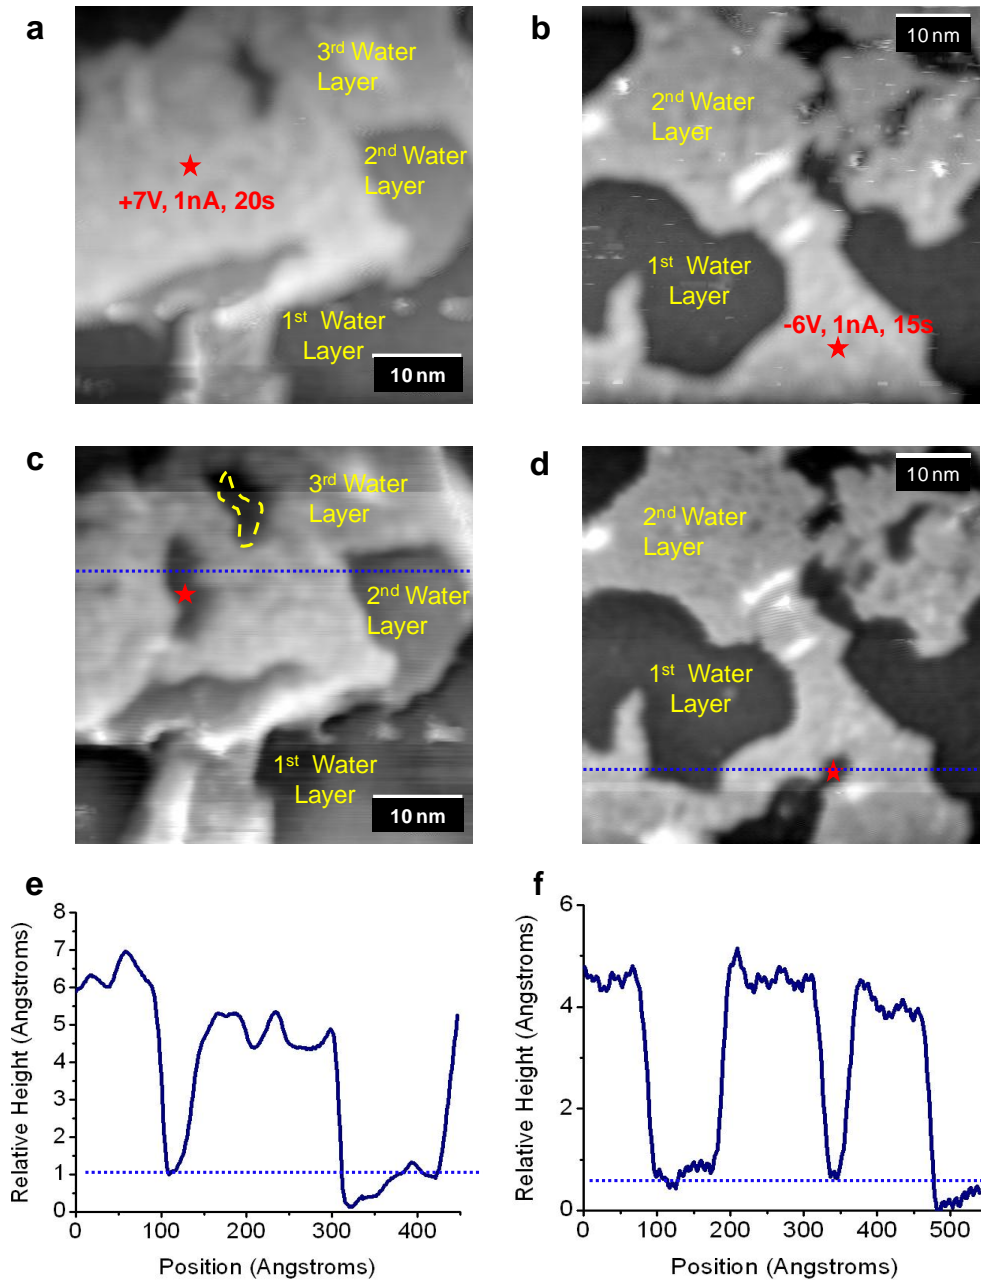 a
3rd Water
Layer
2nd Water
Layer
+7V, 1nA, 20s
1st Water
Layer
10 nm
b
10 nm
2nd Water
Layer
1st Water
Layer
-6V, 1nA, 15s
c
3rd Water
Layer
2nd Water
Layer
1st Water
Layer
10 nm
d
10 nm
2nd Water
Layer
1st Water
Layer
e
Relative Height (Angstroms)
8
7
6
5
4
3
2
1
0
0 100 200 300 400
Position (Angstroms)
f
Relative Height (Angstroms)
6
4
2
0
0 100 200 300 400 500
Position (Angstroms)